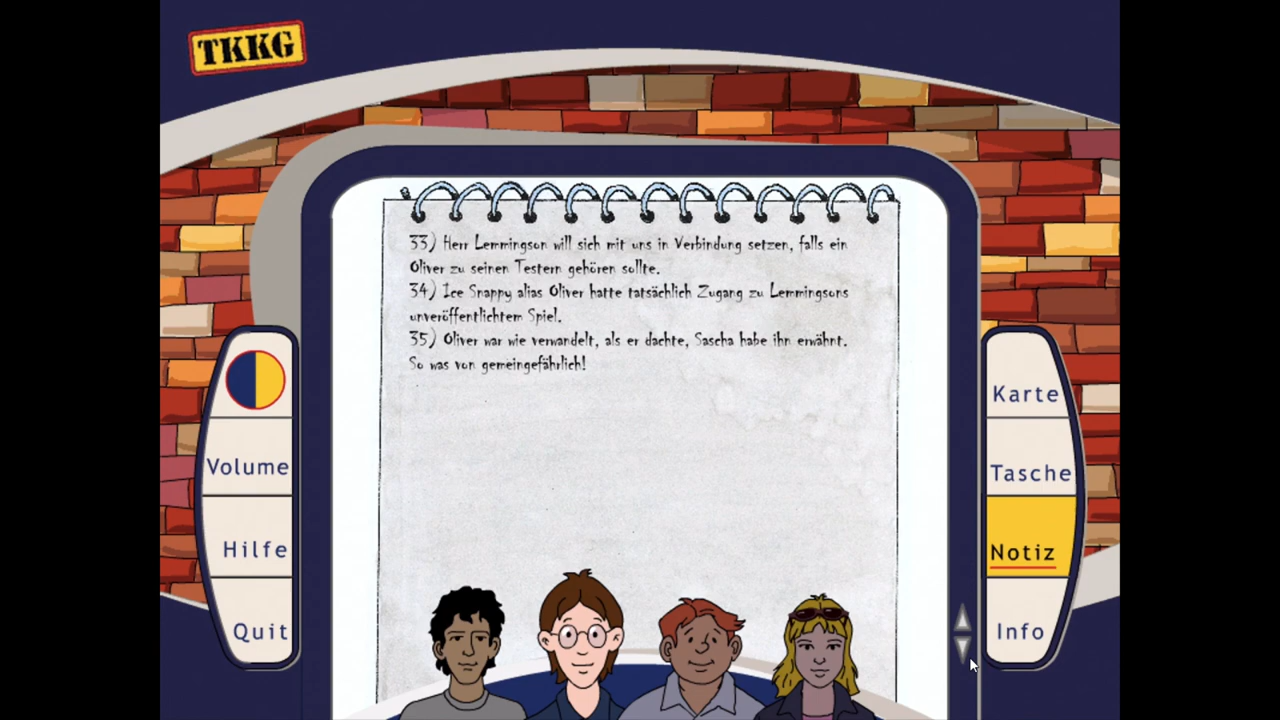 TKKG
33) Herr Lemmingson will sich mit uns in Verbindung setzen, falls ein
Oliver zu seinen Testern gehören sollte.
34) Ice Snappy alias Oliver hatte tatsächlich Zugang zu Lemmingsons
unveröffentlichtem Spiel.
35) Oliver war wie verwandelt, als er dachte, Sascha habe ihn erwähnt.
So was von gemeingefährlich!
Volume
Hilfe
Quit
Karte
Tasche
Notiz
Info